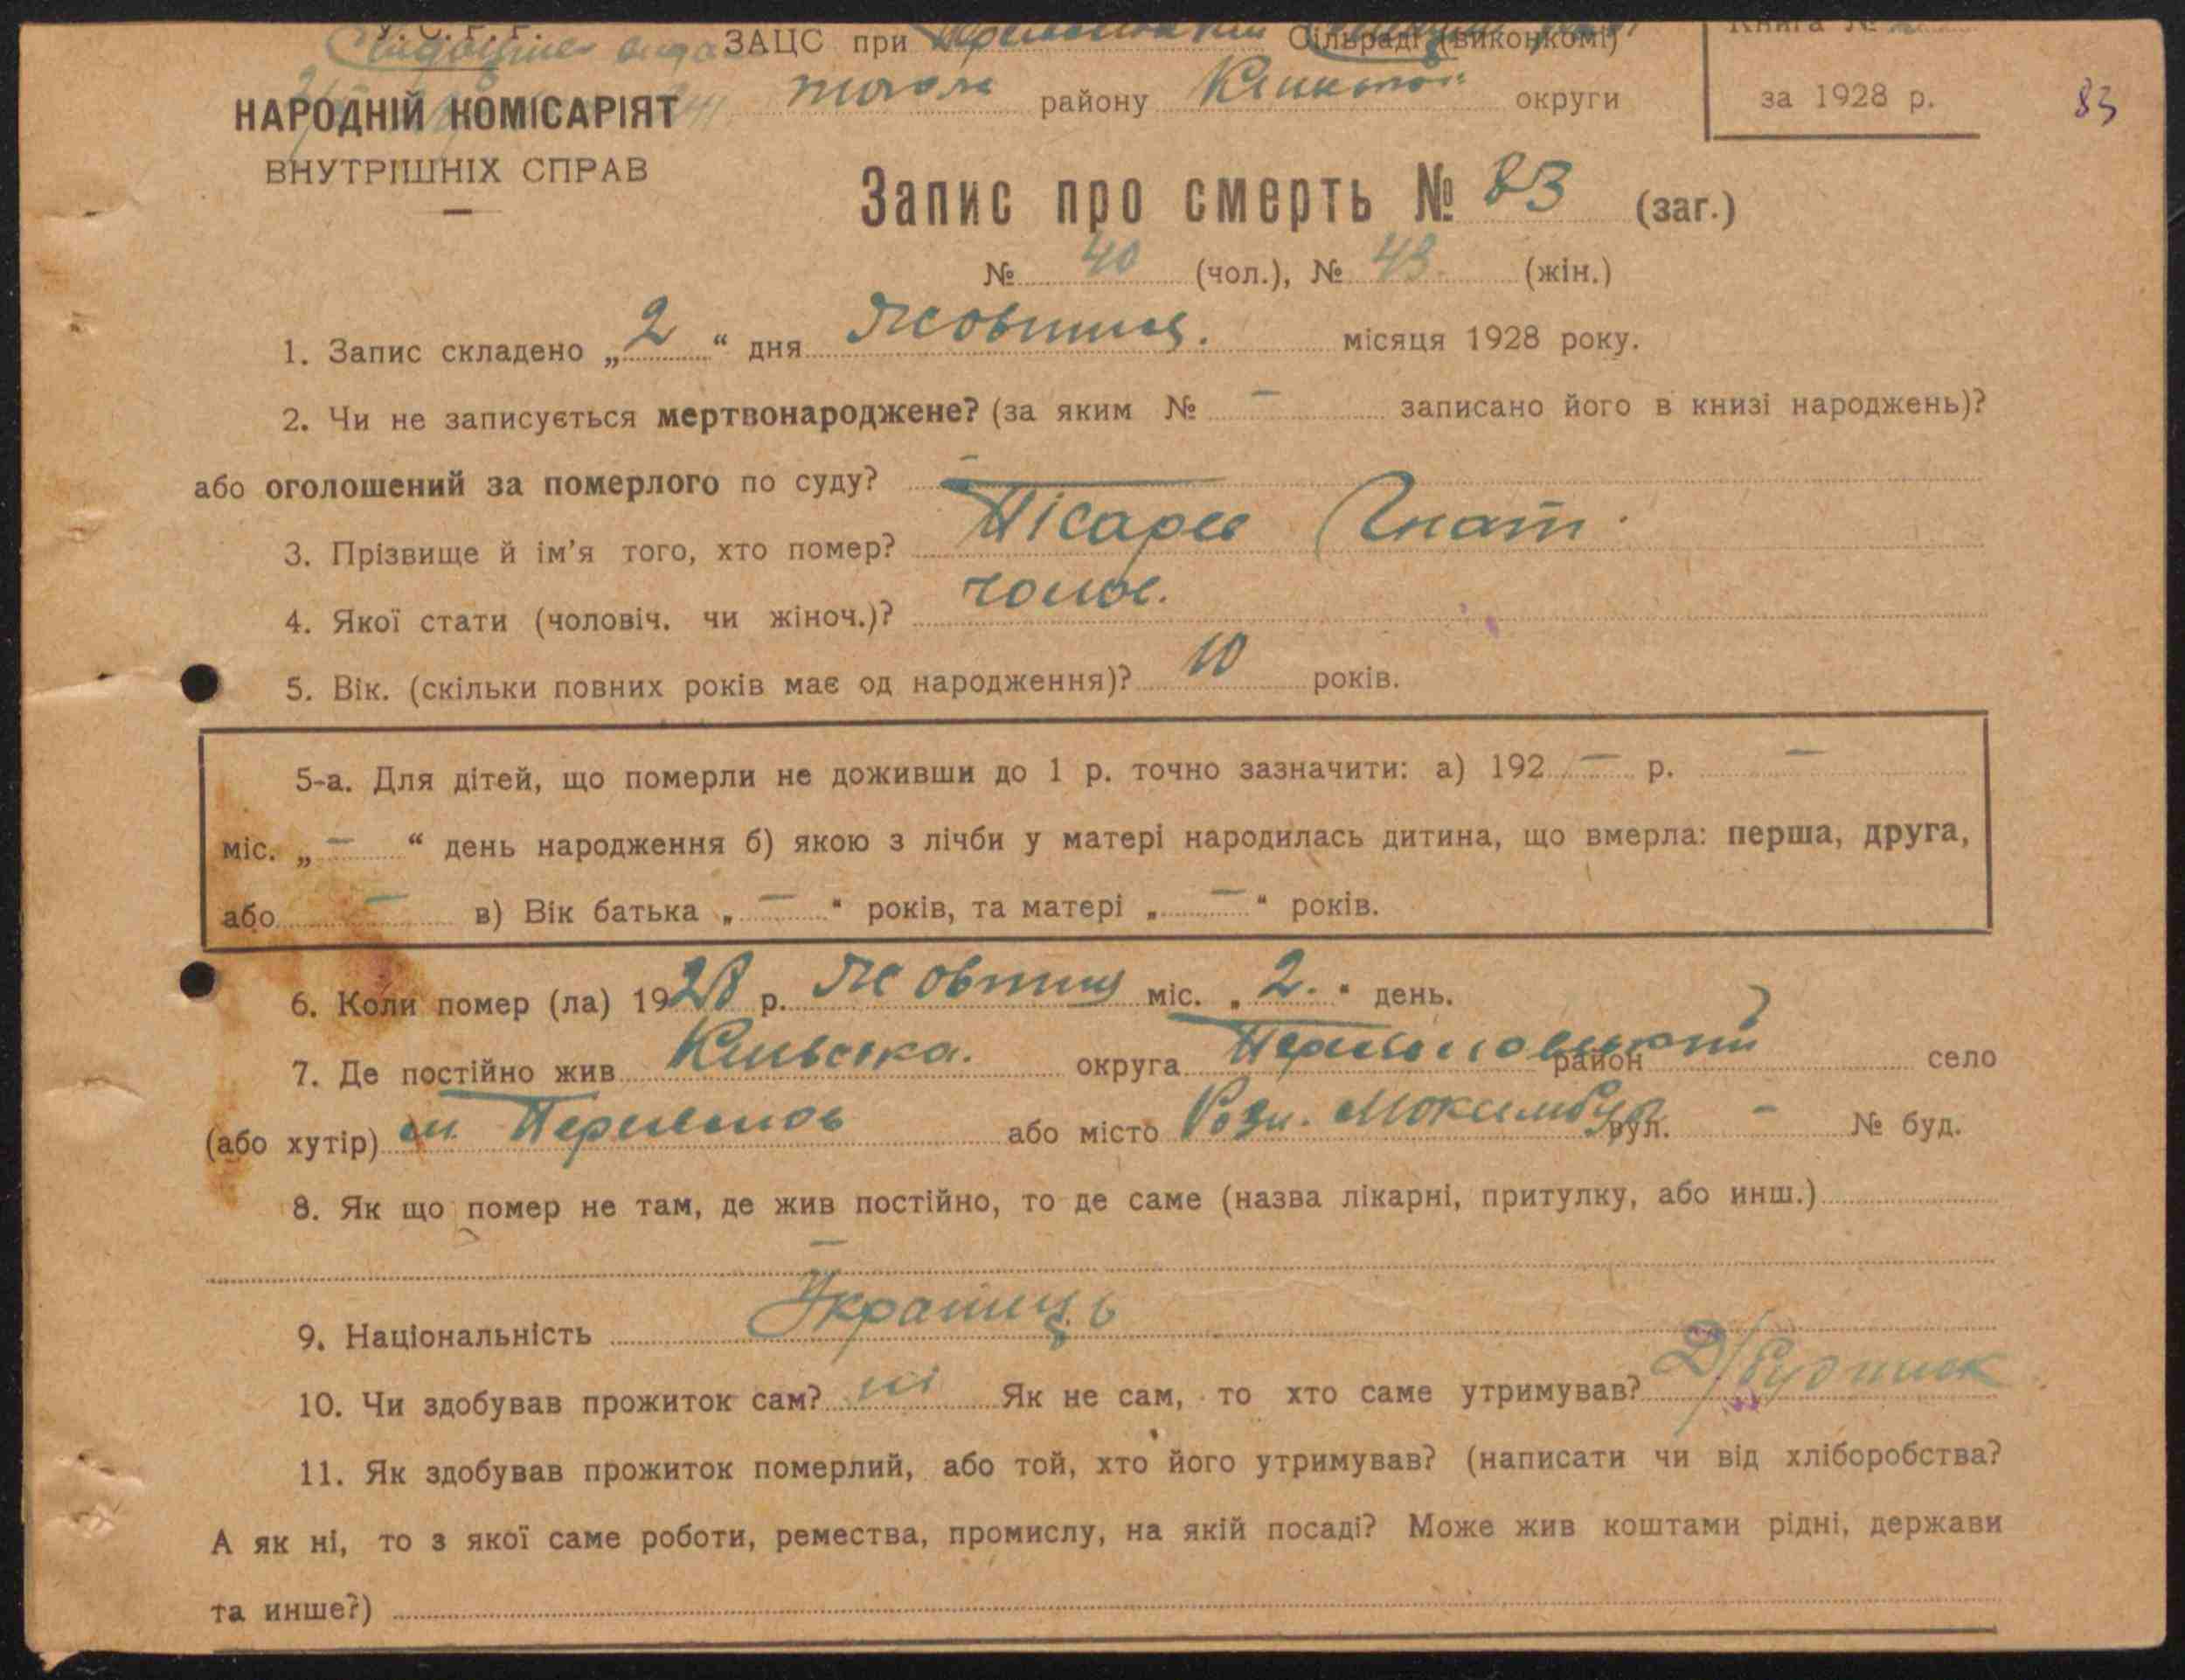 У. С. Р. Р. ЗАЦС при Сільраді (виконкомі) Книга №
НАРОДНІЙ КОМІСАРІЯТ району округи за 1928 р. 83
ВНУТРІШНІХ СПРАВ
Запис про смерть № 83 (заг.)
№ 40 (чол.), № 43 (жін.)
1. Запис складено „2“ дня Жовтня. місяця 1928 року.
2. Чи не записується мертвонароджене? (за яким № – записано його в книзі народжень)?
або оголошений за померлого по суду? –
3. Прізвище й ім’я того, хто помер? Пісарев Гнат
4. Якої стати (чоловіч. чи жіноч.)? чолов.
5. Вік. (скільки повних років має од народження)? 10 років.
5-а. Для дітей, що померли не доживши до 1 р. точно зазначити: а) 192 – р. –
міс. „–“ день народження б) якою з лічби у матері народилась дитина, що вмерла: перша, друга,
або – в) Вік батька „–“ років, та матері „–“ років.
6. Коли помер (ла) 1928 р. Жовтня міс. „2.“ день.
7. Де постійно жив округа район село
(або хутір) або місто вул. – № буд.
8. Як що помер не там, де жив постійно, то де саме (назва лікарні, притулку, або инш.)
–
9. Національність Українець
10. Чи здобував прожиток сам? ні Як не сам, то хто саме утримував? Д/будинок
11. Як здобував прожиток померлий, або той, хто його утримував? (написати чи від хліборобства?
А як ні, то з якої саме роботи, ремества, промислу, на якій посаді? Може жив коштами рідні, держави
та инше?)